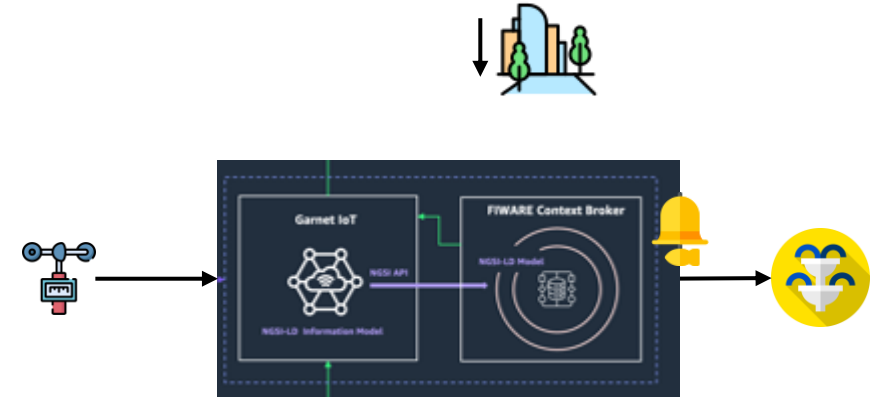 Garnet IoT
NGSI API
NGSI-LD Information Model
FIWARE Context Broker
NGSI-LD Model